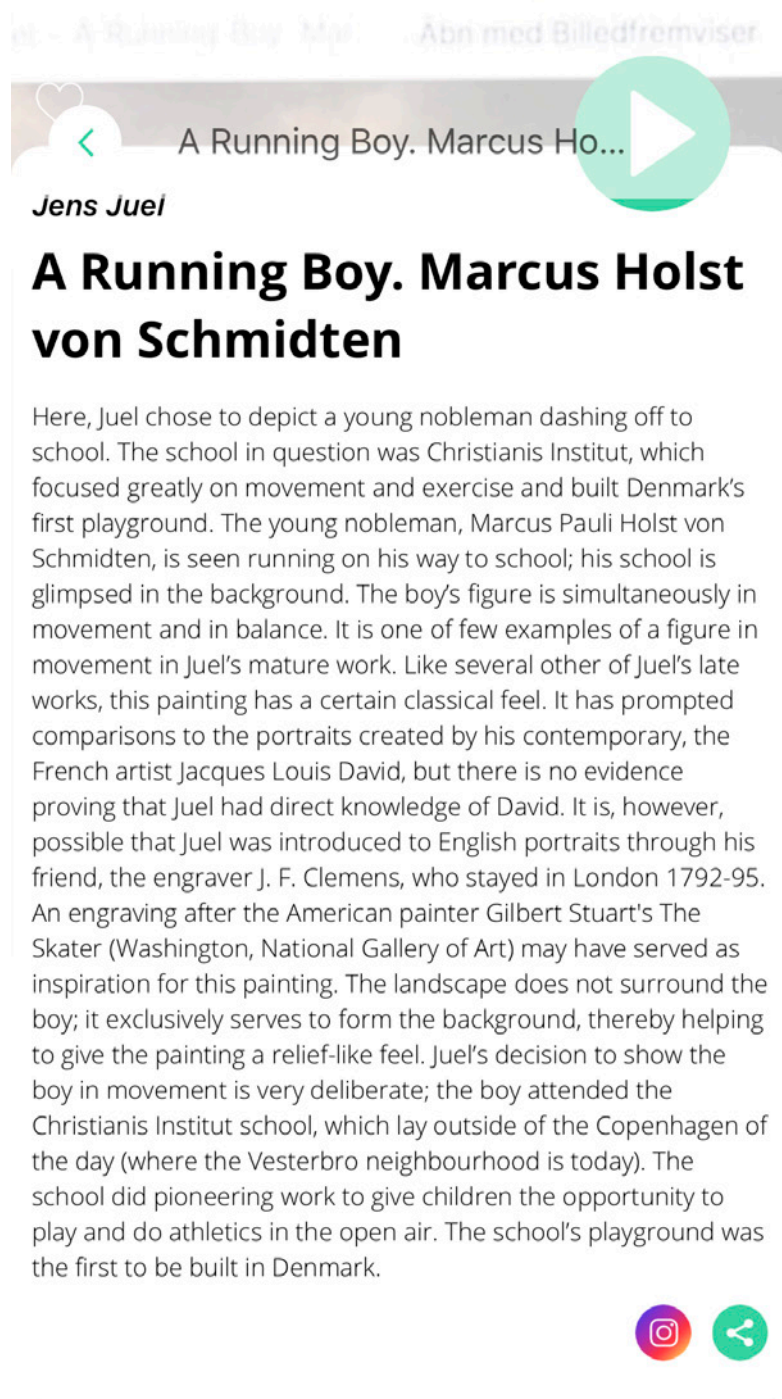 A Running Boy. Mar
Åbn med Billedfremviser
A Running Boy. Marcus Ho...
Jens Juel
A Running Boy. Marcus Holst
von Schmidten
Here, Juel chose to depict a young nobleman dashing off to
school. The school in question was Christianis Institut, which
focused greatly on movement and exercise and built Denmark’s
first playground. The young nobleman, Marcus Pauli Holst von
Schmidten, is seen running on his way to school; his school is
glimpsed in the background. The boy’s figure is simultaneously in
movement and in balance. It is one of few examples of a figure in
movement in Juel’s mature work. Like several other of Juel’s late
works, this painting has a certain classical feel. It has prompted
comparisons to the portraits created by his contemporary, the
French artist Jacques Louis David, but there is no evidence
proving that Juel had direct knowledge of David. It is, however,
possible that Juel was introduced to English portraits through his
friend, the engraver J. F. Clemens, who stayed in London 1792-95.
An engraving after the American painter Gilbert Stuart's The
Skater (Washington, National Gallery of Art) may have served as
inspiration for this painting. The landscape does not surround the
boy; it exclusively serves to form the background, thereby helping
to give the painting a relief-like feel. Juel’s decision to show the
boy in movement is very deliberate; the boy attended the
Christianis Institut school, which lay outside of the Copenhagen of
the day (where the Vesterbro neighbourhood is today). The
school did pioneering work to give children the opportunity to
play and do athletics in the open air. The school’s playground was
the first to be built in Denmark.